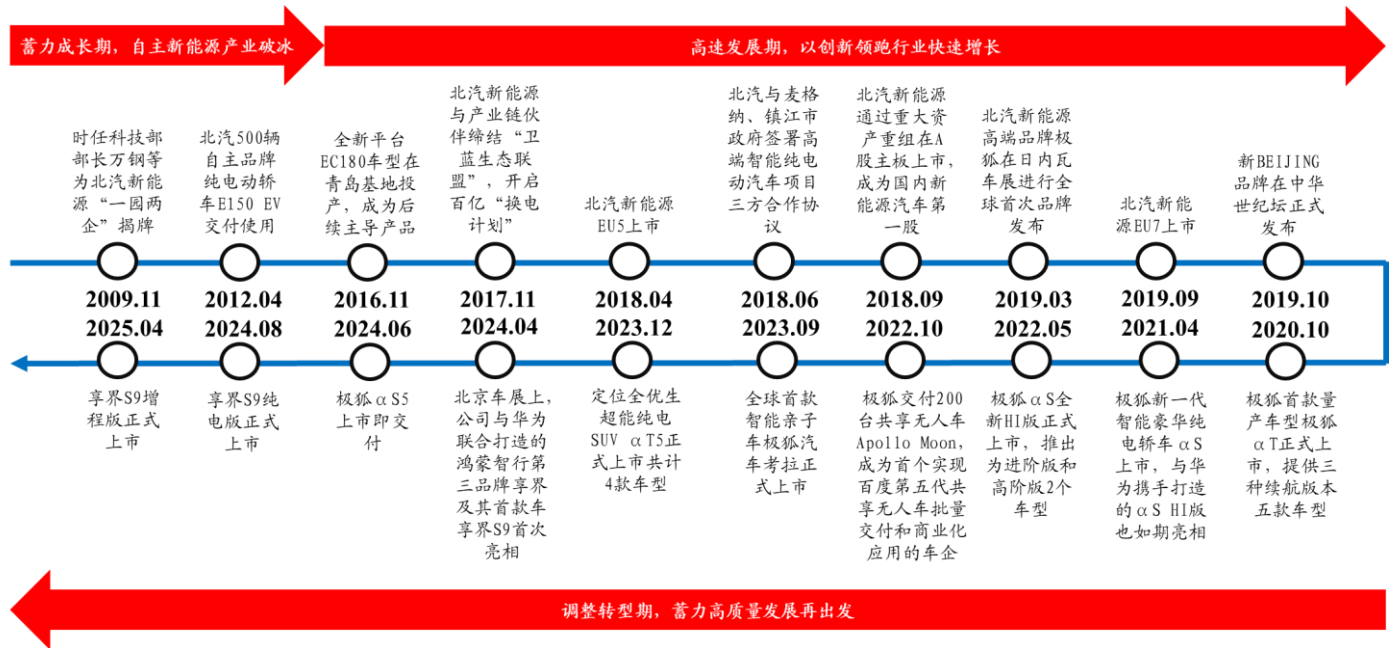 蓄力成长期，自主新能源产业破冰
高速发展期，以创新领跑行业快速增长
时任科技部
部长万钢等
为北汽新能
源“一园两
企”揭牌
北汽500辆
自主品牌
纯电动轿
车E150 EV
交付使用
全新平台
EC180车型在
青岛基地投
产，成为后
续主导产品
北汽新能源
与产业链伙
伴缔结“卫
蓝生态联
盟”，开启
百亿“换电
计划”
北汽新能源
EU5上市
北汽与麦格
纳、镇江市
政府签署高
端智能纯电
动汽车项目
三方合作协
议
北汽新能源
通过重大资
产重组在A
股主板上市，
成为国内新
能源汽车第
一股
北汽新能源
高端品牌极
狐在日内瓦
车展进行全
球首次品牌
发布
北汽新能
源EU7上市
新BEIJING
品牌在中华
世纪坛正式
发布
2009.11
2012.04
2016.11
2017.11
2018.04
2018.06
2018.09
2019.03
2019.09
2019.10
2025.04
2024.08
2024.06
2024.04
2023.12
2023.09
2022.10
2022.05
2021.04
2020.10
享界S9增
程版正式
上市
享界S9纯
电版正式
上市
极狐αS5
上市即交
付
北京车展上，
公司与华为
联合打造的
鸿蒙智行第
三品牌享界
及其首款车
享界S9首次
亮相
定位全优生
超能纯电
SUV αT5正
式上市共计
4款车型
全球首款
智能亲子
车极狐汽
车考拉正
式上市
极狐交付200
台共享无人车
Apollo Moon，
成为首个实现
百度第五代共
享无人车批量
交付和商业化
应用的车企
极狐αS全
新HI版正式
上市，推出
为进阶版和
高阶版2个
车型
极狐新一代
智能豪华纯
电轿车αS
上市，与华
为携手打造
的αS HI版
也如期亮相
极狐首款量
产车型极狐
αT正式上
市，提供三
种续航版本
五款车型
调整转型期，蓄力高质量发展再出发